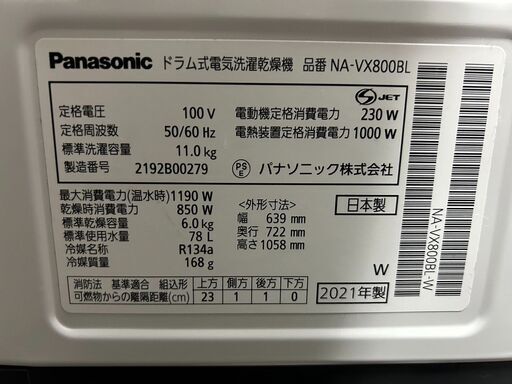 Panasonic ドラム式電気洗濯乾燥機 品番 NA-VX800BL
定格電圧 100 V
定格周波数 50/60 Hz
標準洗濯容量 11.0 kg
製造番号 2192B00279
S JET
電動機定格消費電力 230 W
電熱装置定格消費電力 1000 W
PS E パナソニック株式会社
最大消費電力(温水時) 1190 W
乾燥時消費電力 850 W
標準乾燥容量 6.0 kg
標準使用水量 78 L
冷媒名称 R134a
冷媒質量 168 g
<外形寸法>
幅 639 mm
奥行 722 mm
高さ 1058 mm
日本製
W
消防法 基準適合 組込形 上方 側方 後方 下方
可燃物からの離隔距離(cm) 23 1 1 0
2021年製
NA-VX800BL-W